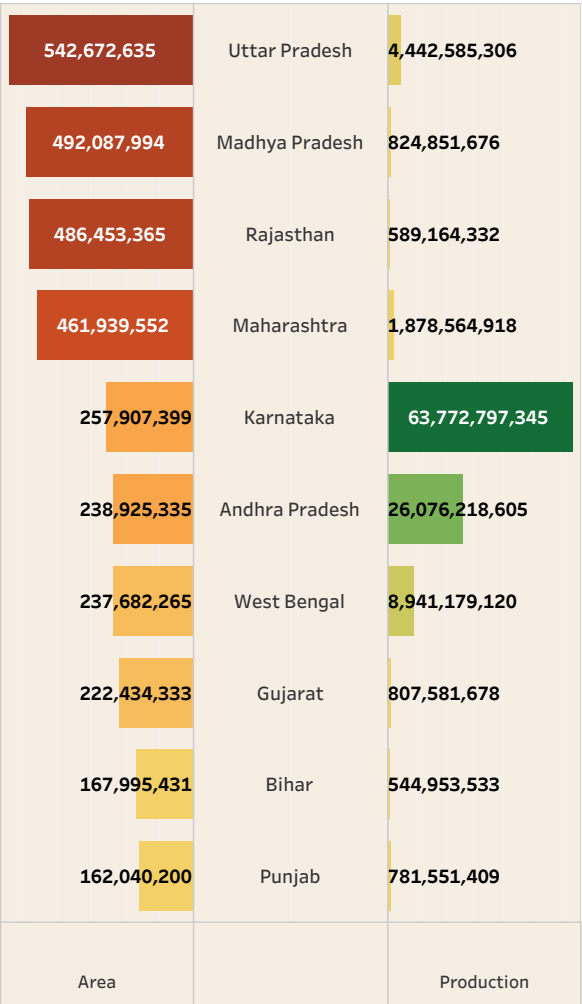 542,672,635 Uttar Pradesh 4,442,585,306
492,087,994 Madhya Pradesh 824,851,676
486,453,365 Rajasthan 589,164,332
461,939,552 Maharashtra 1,878,564,918
257,907,399 Karnataka 63,772,797,345
238,925,335 Andhra Pradesh 26,076,218,605
237,682,265 West Bengal 8,941,179,120
222,434,333 Gujarat 807,581,678
167,995,431 Bihar 544,953,533
162,040,200 Punjab 781,551,409
Area Production